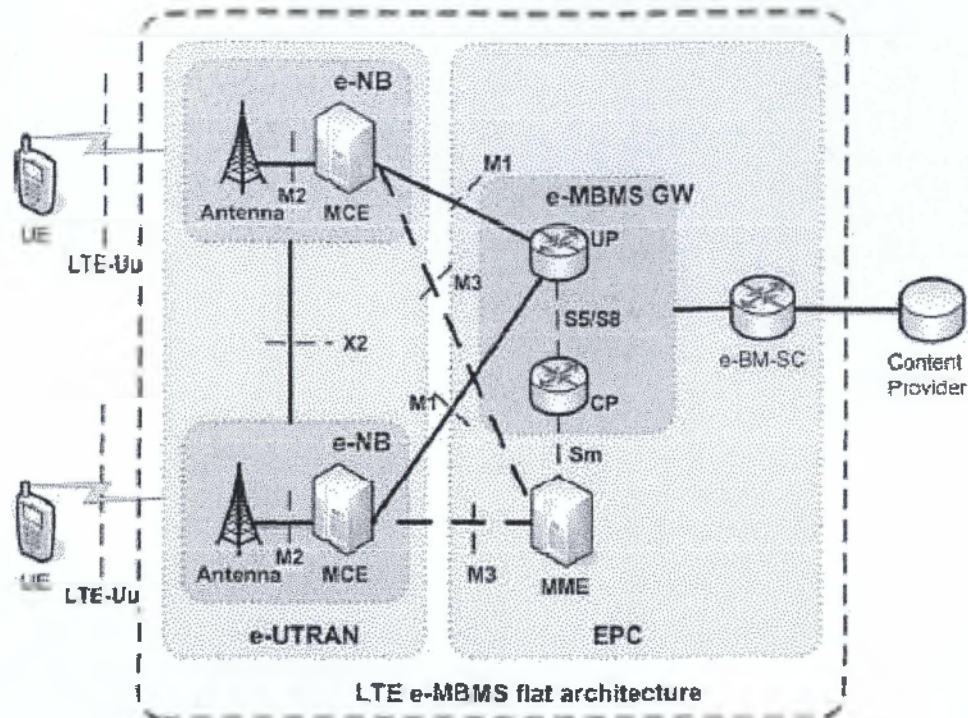 e-NB
M2
Antenna
MCE
UE
LTE-Uu
M1
e-MBMS GW
UP
M3
S5/S8
X2
e-BM-SC
Content
Provider
CP
M1
e-NB
Sm
M2
Antenna
MCE
M3
MME
UE
LTE-Uu
e-UTRAN
EPC
LTE e-MBMS flat architecture